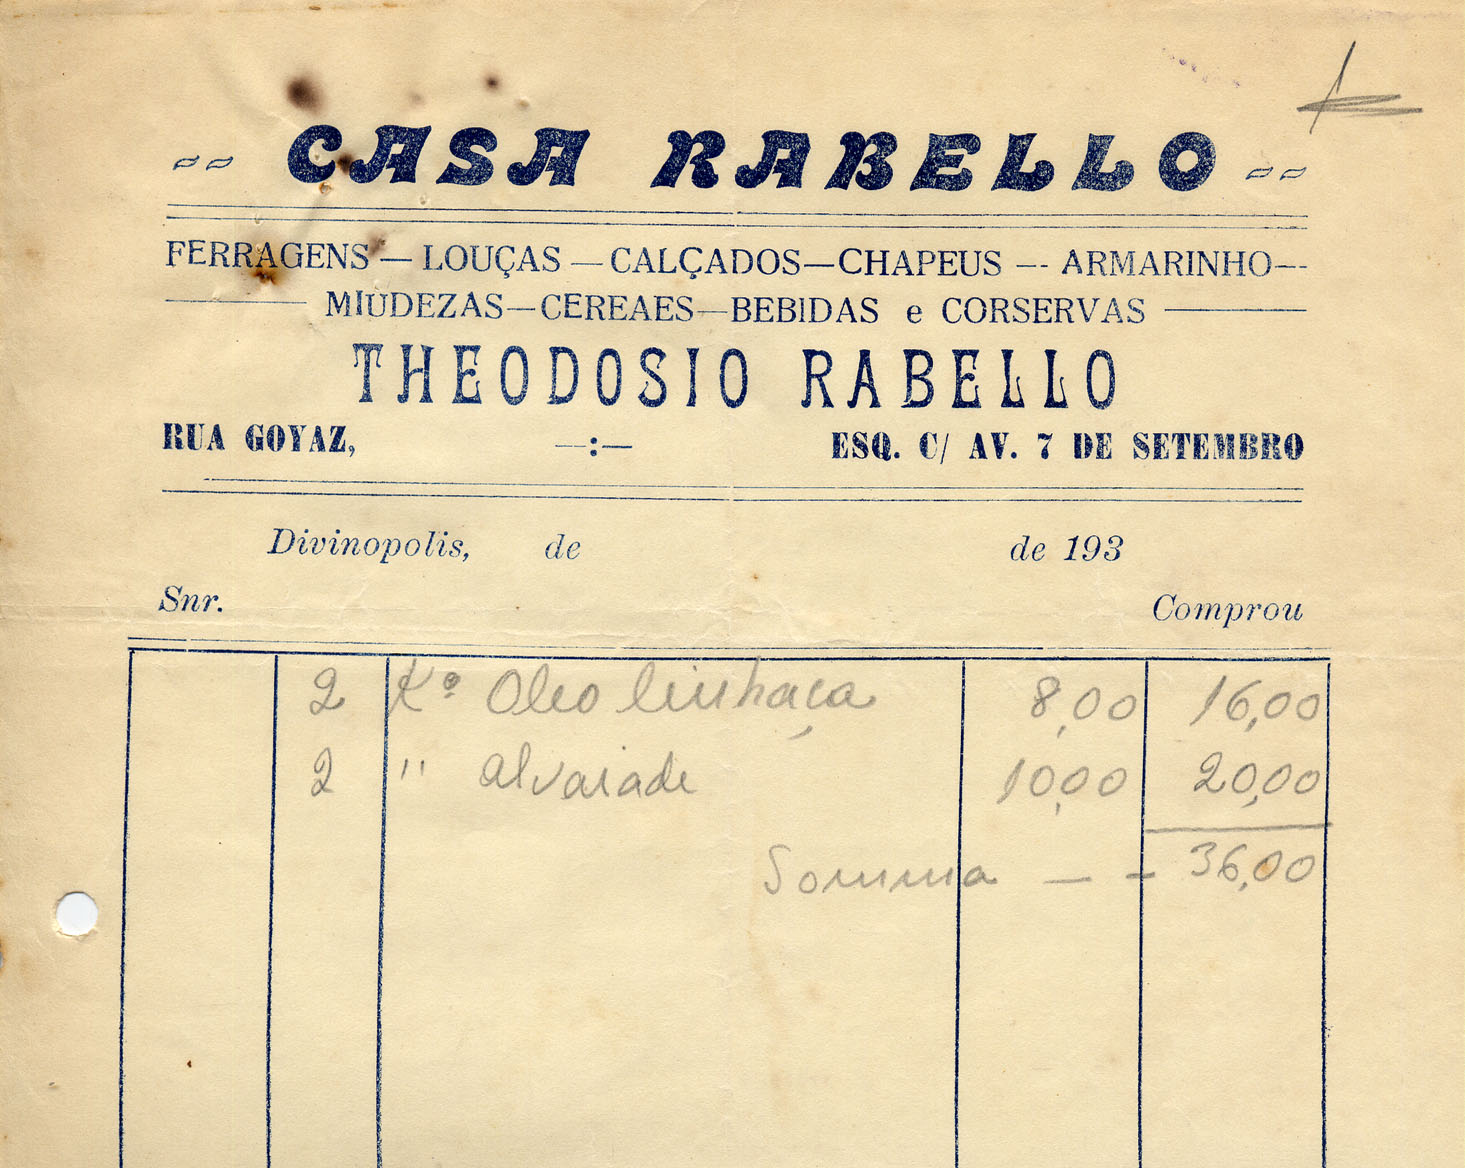 CASA RABELLO
FERRAGENS — LOUÇAS — CALÇADOS — CHAPEUS -- ARMARINHO --
MIUDEZAS — CEREAES — BEBIDAS e CORSERVAS
THEODOSIO RABELLO
RUA GOYAZ, —:— ESQ. C/ AV. 7 DE SETEMBRO
Divinopolis, de de 193
Snr. Comprou
2 Kº Oleo linhaça 8,00 16,00
2 " alvaiade 10,00 20,00
Somma — - 36,00